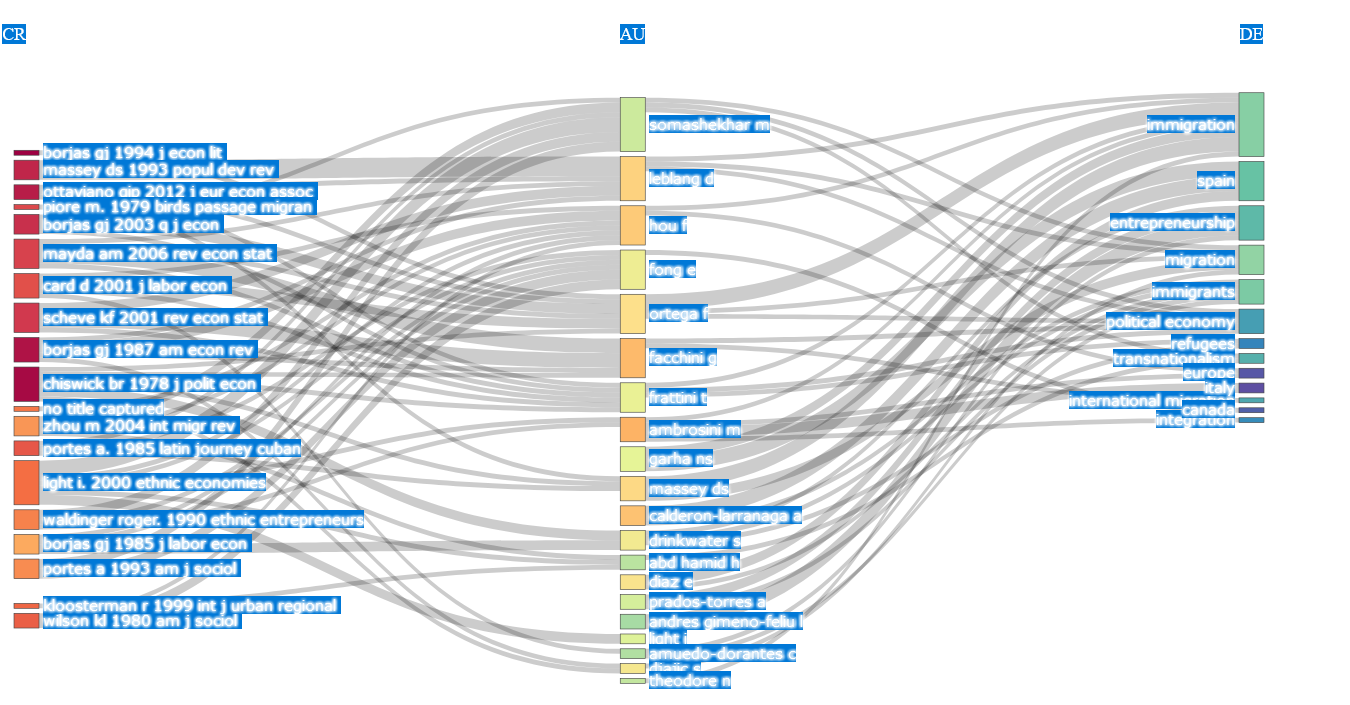 CR
AU
DE
borjas gj 1994 j econ lit
massey ds 1993 popul dev rev
ottaviano gip 2012 j eur econ assoc
piore m. 1979 birds passage migran
borjas gj 2003 q j econ
mayda am 2006 rev econ stat
card d 2001 j labor econ
scheve kf 2001 rev econ stat
borjas gj 1987 am econ rev
chiswick br 1978 j polit econ
no title captured
zhou m 2004 int migr rev
portes a. 1985 latin journey cuban
light i. 2000 ethnic economies
waldinger roger. 1990 ethnic entrepreneurs
borjas gj 1985 j labor econ
portes a 1993 am j sociol
kloosterman r 1999 int j urban regional
wilson kl 1980 am j sociol
somashekhar m
leblang d
hou f
fong e
ortega f
facchini g
frattini t
ambrosini m
garha ns
massey ds
calderon-larranaga a
drinkwater s
abd hamid h
diaz e
prados-torres a
andres gimeno-feliu l
light i
amuedo-dorantes c
djajic s
theodore n
immigration
spain
entrepreneurship
migration
immigrants
political economy
refugees
transnationalism
europe
italy
international migration
canada
integration